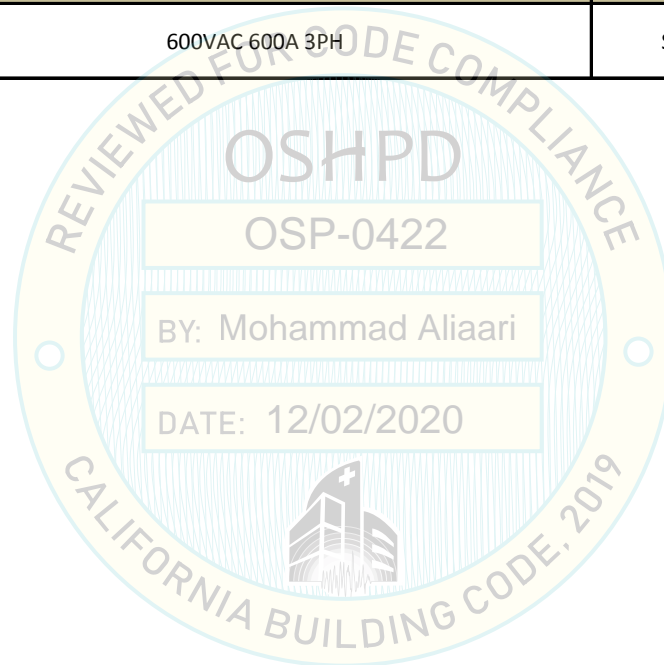 600VAC 600A 3PH
REVIEWED FOR CODE COMPLIANCE
OSHPD
OSP-0422
BY: Mohammad Aliaari
DATE: 12/02/2020
CALIFORNIA BUILDING CODE, 2019